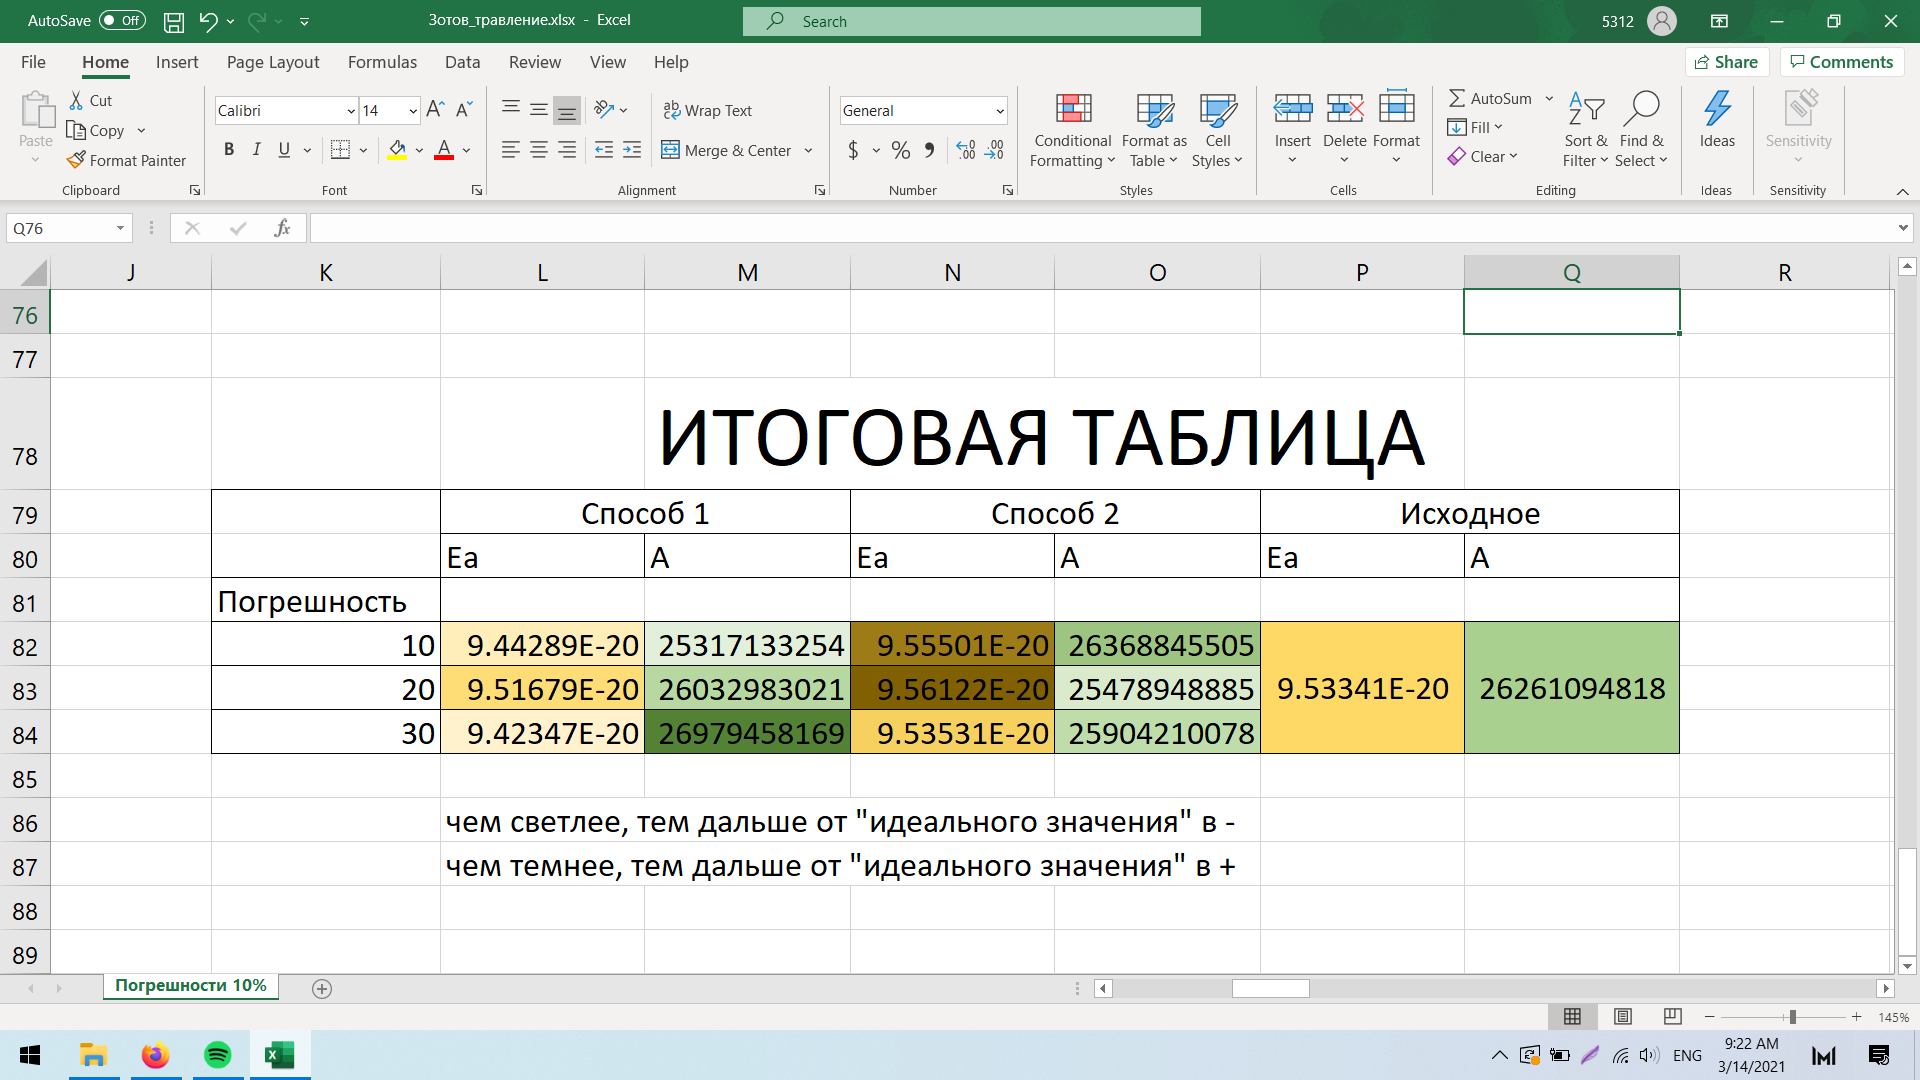 AutoSave Off Зотов_травление.xlsx - Excel Search 5312
File Home Insert Page Layout Formulas Data Review View Help Share Comments
Paste Cut Copy Format Painter Clipboard
Calibri 14 B I U A Font
Wrap Text Merge & Center Alignment
General $ % Number
Conditional Formatting Format as Table Cell Styles Styles
Insert Delete Format Cells
AutoSum Fill Clear Sort & Filter Find & Select Editing
Ideas Ideas
Sensitivity Sensitivity
Q76 fx
J K L M N O P Q R
76
77
78 ИТОГОВАЯ ТАБЛИЦА
79 Способ 1 Способ 2 Исходное
80 Ea A Ea A Ea A
81 Погрешность
82 10 9.44289E-20 25317133254 9.55501E-20 26368845505
83 20 9.51679E-20 26032983021 9.56122E-20 25478948885 9.53341E-20 26261094818
84 30 9.42347E-20 26979458169 9.53531E-20 25904210078
85
86 чем светлее, тем дальше от "идеального значения" в -
87 чем темнее, тем дальше от "идеального значения" в +
88
89
Погрешности 10%
145%
ENG 9:22 AM
3/14/2021